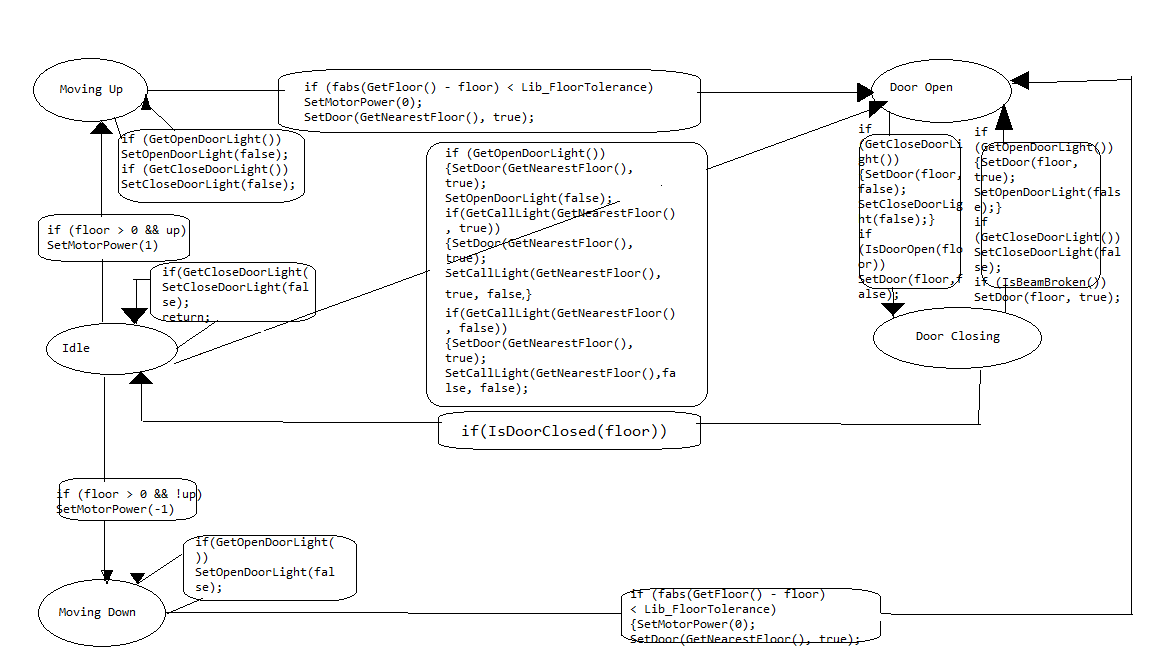 Moving Up
if (fabs(GetFloor() - floor) < Lib_FloorTolerance)
SetMotorPower(0);
SetDoor(GetNearestFloor(), true);
Door Open
if (GetOpenDoorLight())
SetOpenDoorLight(false);
if (GetCloseDoorLight())
SetCloseDoorLight(false);
if (GetOpenDoorLight())
{SetDoor(GetNearestFloor(),
true);
SetOpenDoorLight(false);
if(GetCallLight(GetNearestFloor()
, true))
{SetDoor(GetNearestFloor(),
true);
SetCallLight(GetNearestFloor(),
true, false,}
if(GetCallLight(GetNearestFloor()
, false))
{SetDoor(GetNearestFloor(),
true);
SetCallLight(GetNearestFloor(),fa
lse, false);
if
(GetCloseDoorLi
ght())
{SetDoor(floor,
false);
SetCloseDoorLig
ht(false);}
if
(IsDoorOpen(flo
or))
SetDoor(floor,f
alse);
if
(GetOpenDoorLight())
{SetDoor(floor,
true);
SetOpenDoorLight(fals
e);}
if
(GetCloseDoorLight())
SetCloseDoorLight(fal
se);
if (IsBeamBroken())
SetDoor(floor, true);
if (floor > 0 && up)
SetMotorPower(1)
if(GetCloseDoorLight(
SetCloseDoorLight(fal
se);
return;
Idle
Door Closing
if(IsDoorClosed(floor))
if (floor > 0 && !up)
SetMotorPower(-1)
if(GetOpenDoorLight(
))
SetOpenDoorLight(fal
se);
Moving Down
if (fabs(GetFloor() - floor)
< Lib_FloorTolerance)
{SetMotorPower(0);
SetDoor(GetNearestFloor(), true);